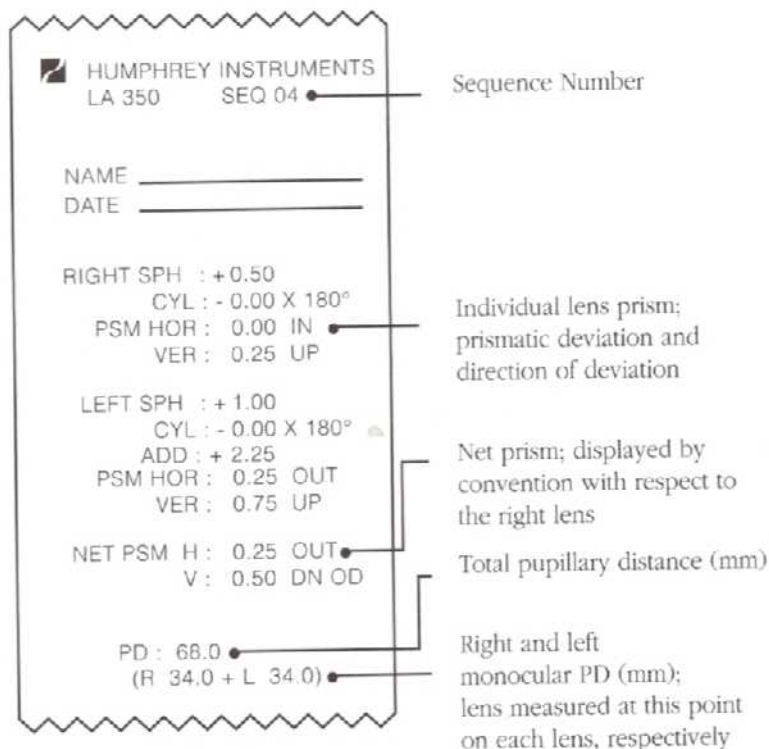 HUMPHREY INSTRUMENTS
LA 350 SEQ 04
Sequence Number
NAME
DATE
RIGHT SPH : +0.50
CYL : - 0.00 X 180°
PSM HOR : 0.00 IN
VER : 0.25 UP
Individual lens prism;
prismatic deviation and
direction of deviation
LEFT SPH : +1.00
CYL : - 0.00 X 180°
ADD : + 2.25
PSM HOR : 0.25 OUT
VER : 0.75 UP
NET PSM H : 0.25 OUT
V : 0.50 DN OD
Net prism; displayed by
convention with respect to
the right lens
Total pupillary distance (mm)
PD : 68.0
(R 34.0 + L 34.0)
Right and left
monocular PD (mm);
lens measured at this point
on each lens, respectively